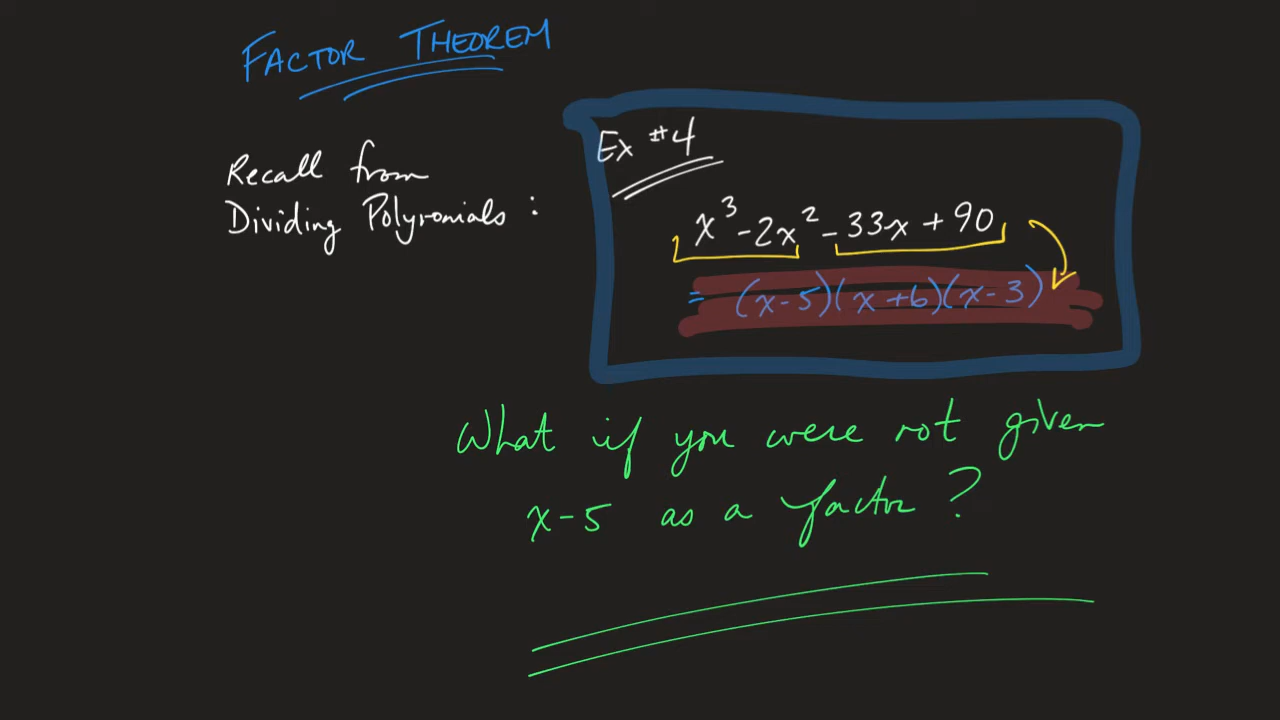 FACTOR THEOREM
Recall from
Dividing Polynomials :
Ex #4
x³-2x²-33x+90
= (x-5)(x+6)(x-3)
What if you were not given
x-5 as a factor?